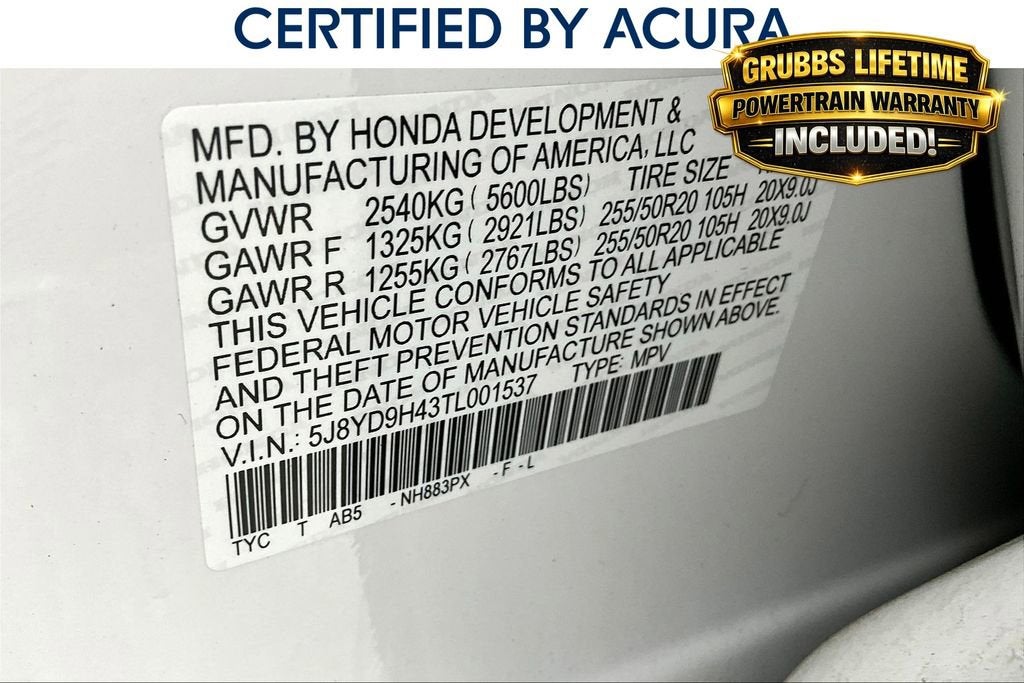 CERTIFIED BY ACURA
GRUBBS LIFETIME
POWERTRAIN WARRANTY
INCLUDED!
MFD. BY HONDA DEVELOPMENT &
MANUFACTURING OF AMERICA, LLC
GVWR 2540KG ( 5600LBS) TIRE SIZE
GAWR F 1325KG ( 2921LBS) 255/50R20 105H 20X9.0J
GAWR R 1255KG ( 2767LBS) 255/50R20 105H 20X9.0J
THIS VEHICLE CONFORMS TO ALL APPLICABLE
FEDERAL MOTOR VEHICLE SAFETY
AND THEFT PREVENTION STANDARDS IN EFFECT
ON THE DATE OF MANUFACTURE SHOWN ABOVE.
V.I.N.: 5J8YD9H43TL001537 TYPE: MPV
TYC T AB5 -NH883PX -F -L